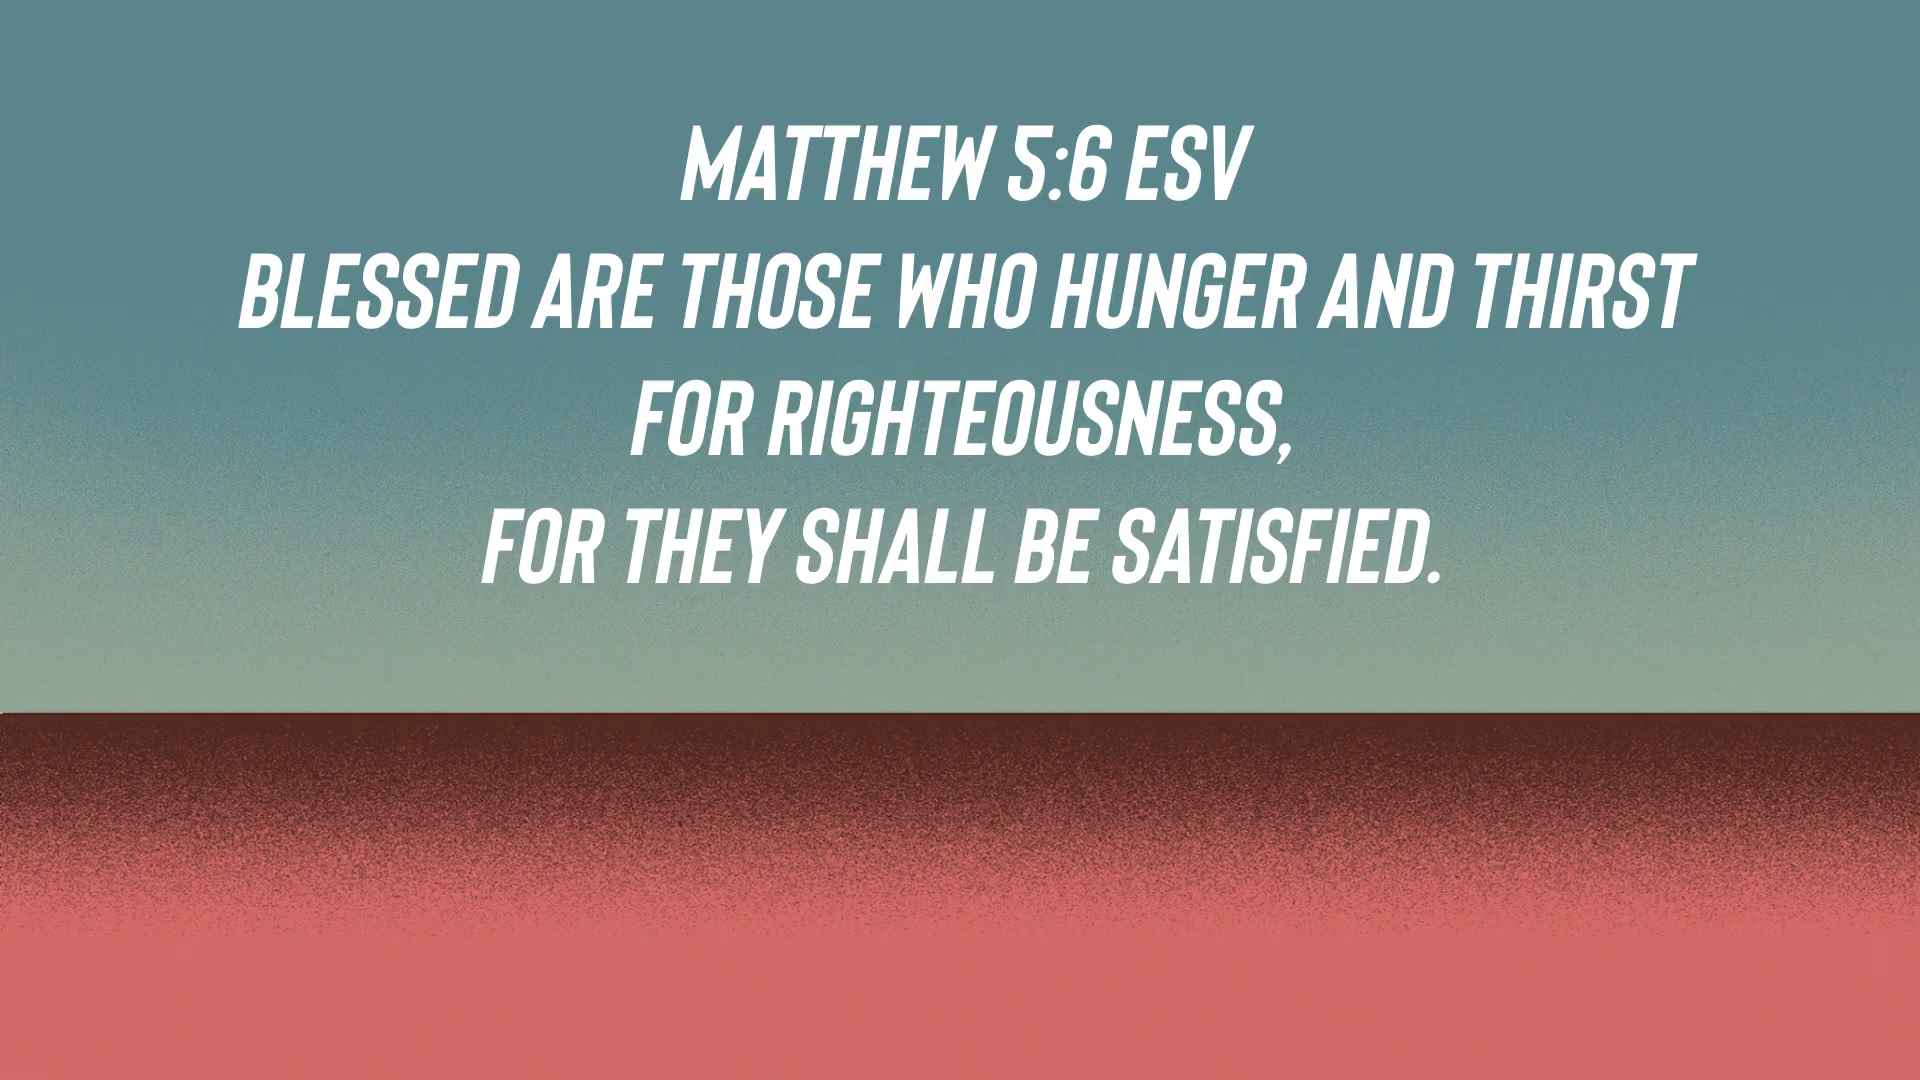 MATTHEW 5:6 ESV
BLESSED ARE THOSE WHO HUNGER AND THIRST
FOR RIGHTEOUSNESS,
FOR THEY SHALL BE SATISFIED.